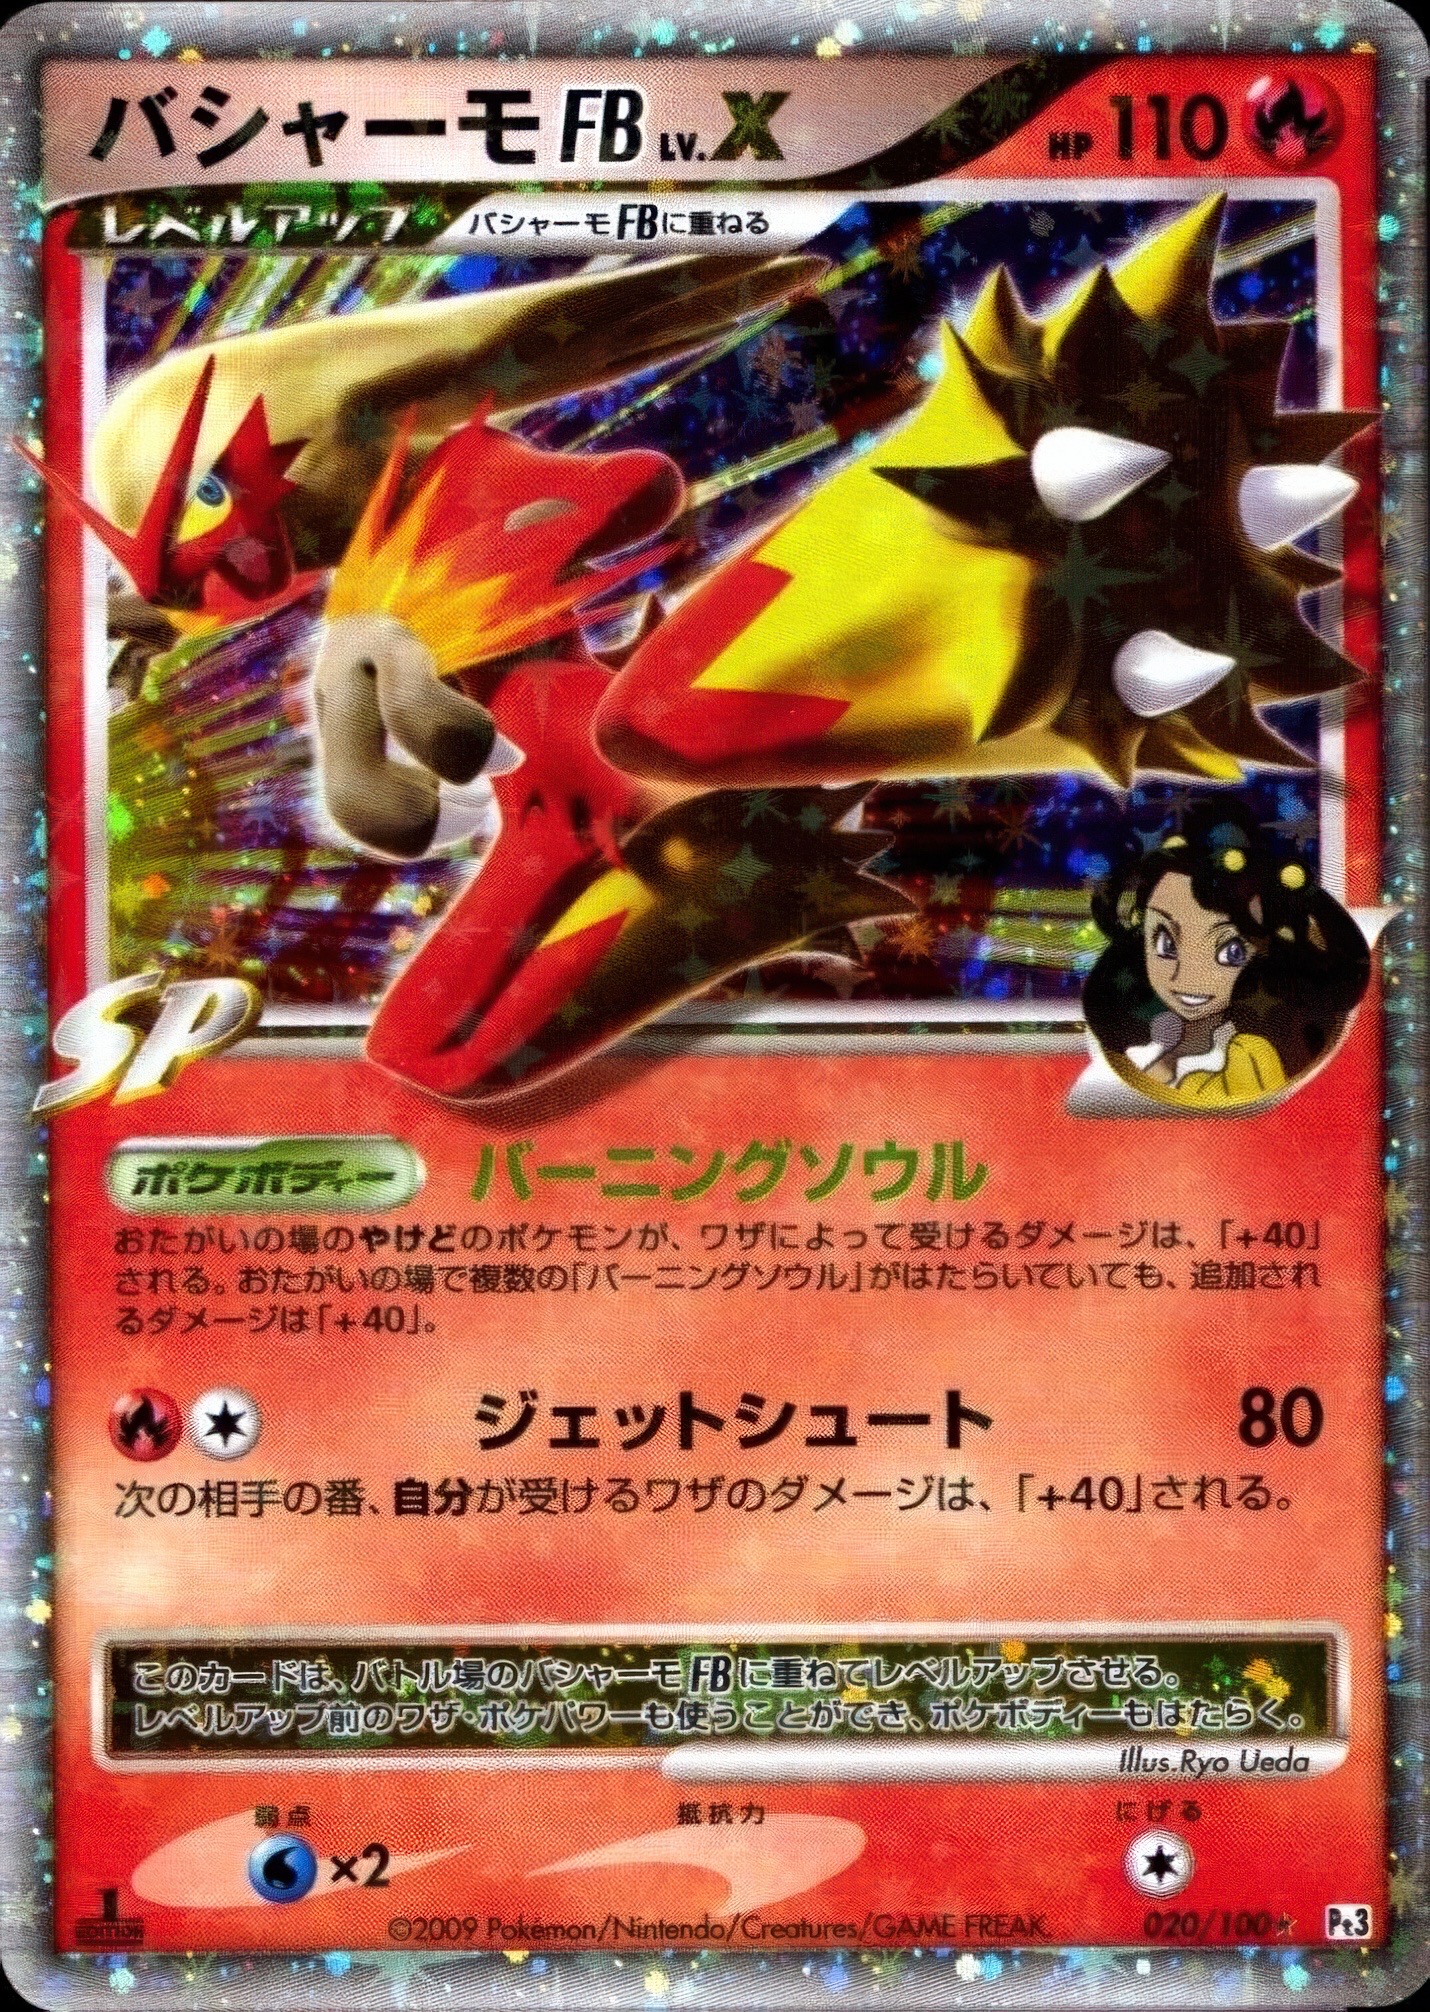 バシャーモFB LV.X HP 110
レベルアップ バシャーモFBに重ねる
SP
ポケボディー バーニングソウル
おたがいの場のやけどのポケモンが、ワザによって受けるダメージは、「+40」
される。おたがいの場で複数の「バーニングソウル」がはたらいていても、追加され
るダメージは「+40」。
ジェットシュート 80
次の相手の番、自分が受けるワザのダメージは、「+40」される。
このカードは、バトル場のバシャーモFBに重ねてレベルアップさせる。
レベルアップ前のワザ・ポケパワーも使うことができ、ポケボディーもはたらく。
Illus.Ryo Ueda
弱点 抵抗力 にげる
×2
1 EDITION ©2009 Pokémon/Nintendo/Creatures/GAME FREAK. 020/100★ Pt3